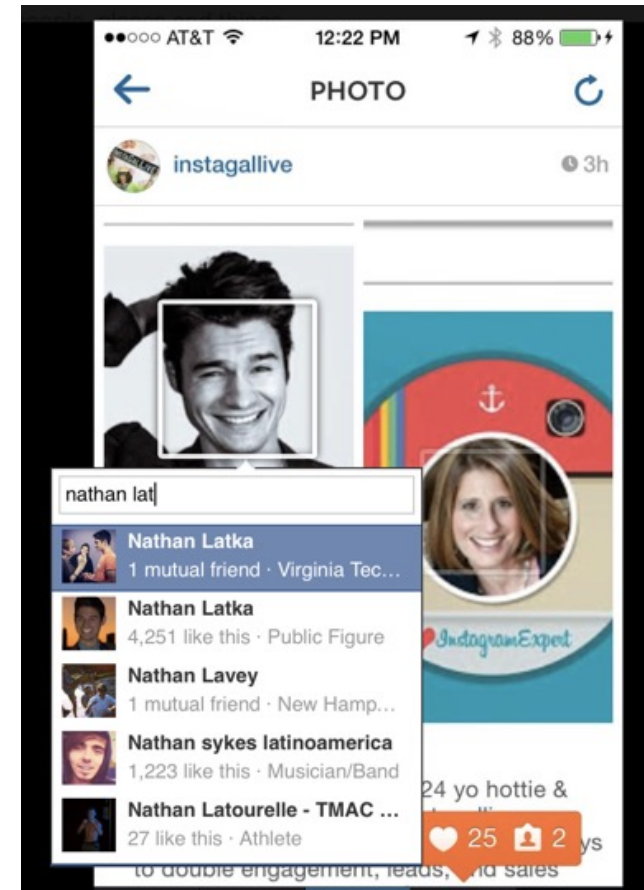 AT&T 12:22 PM 88%
PHOTO
instagallive 3h
nathan lat
Nathan Latka
1 mutual friend · Virginia Tec...
Nathan Latka
4,251 like this · Public Figure
Nathan Lavey
1 mutual friend · New Hamp...
Nathan sykes latinoamerica
1,223 like this · Musician/Band
Nathan Latourelle - TMAC ...
27 like this · Athlete
InstagramExpert
24 yo hottie &
25 2 ys
to double engagement, leads, and sales